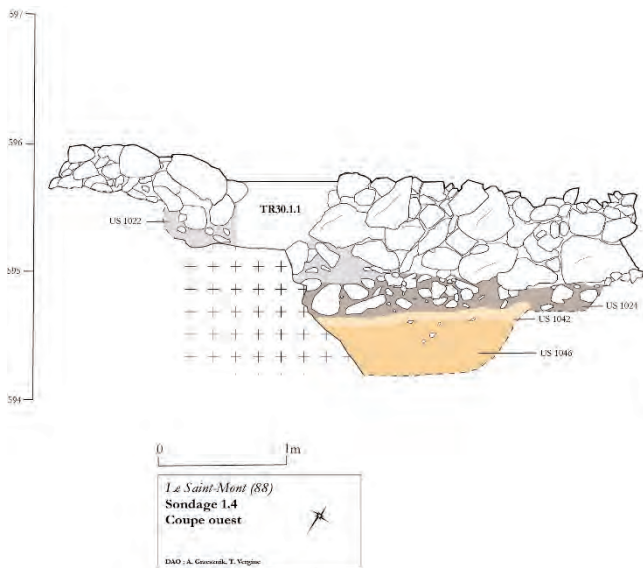 597
596
TR30.1.1
US 1022
595
US 1024
US 1042
US 1046
594
0 1m
Le Saint-Mont (88)
Sondage 1.4
Coupe ouest
DAO : A. Grzesznik, T. Vergine